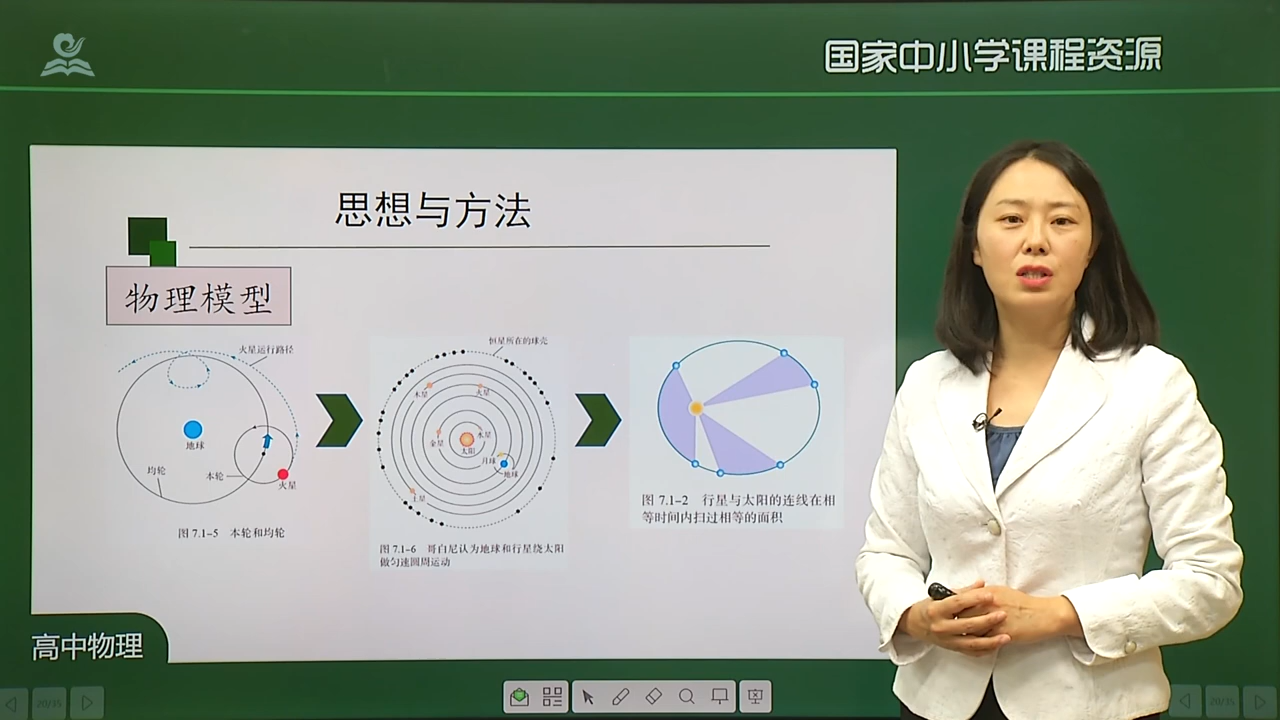 国家中小学课程资源
思想与方法
物理模型
火星运行路径
地球
均轮
本轮
火星
图 7.1-5 本轮和均轮
恒星所在的球壳
木星
火星
金星
水星
太阳
月球
地球
土星
图 7.1-6 哥白尼认为地球和行星绕太阳
做匀速圆周运动
图 7.1-2 行星与太阳的连线在相
等时间内扫过相等的面积
高中物理
20/35
20/35